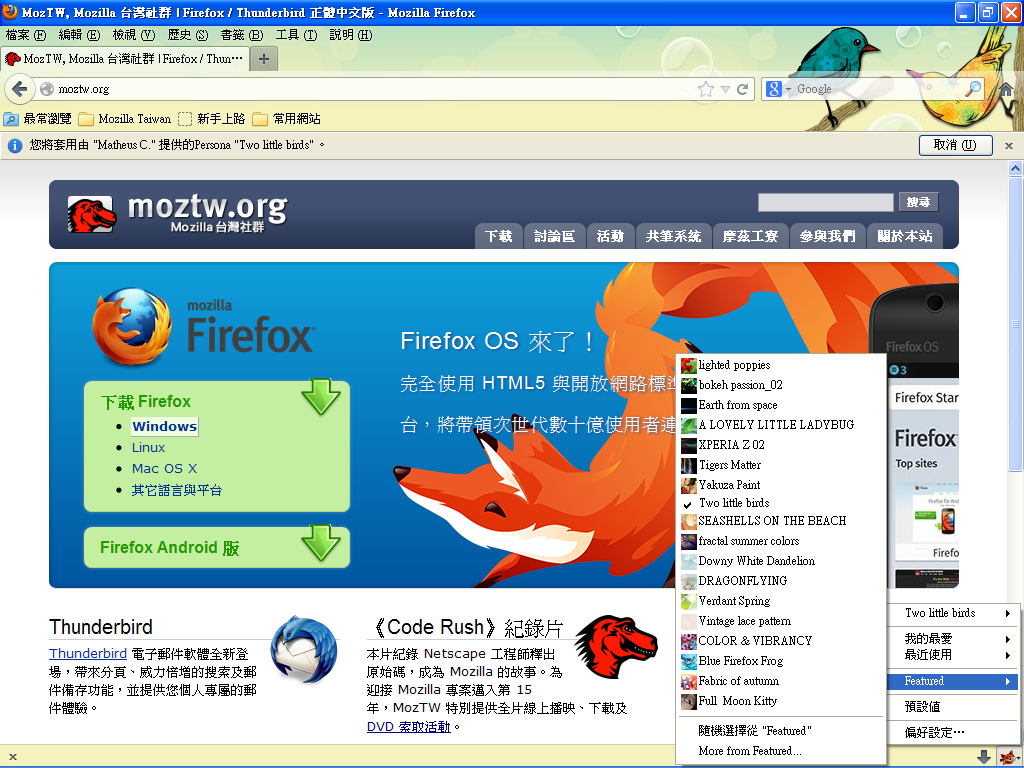 MozTW, Mozilla 台灣社群 | Firefox / Thunderbird 正體中文版 - Mozilla Firefox
檔案 (F) 編輯 (E) 檢視 (V) 歷史 (S) 書籤 (B) 工具 (T) 說明 (H)
MozTW, Mozilla 台灣社群 | Firefox / Thun…
moztw.org
Google
最常瀏覽 Mozilla Taiwan 新手上路 常用網站
您將套用由 "Matheus C." 提供的Persona "Two little birds" 。
取消 (U)
moztw.org
Mozilla 台灣社群
搜尋
下載 討論區 活動 共筆系統 摩茲工寮 參與我們 關於本站
mozilla
Firefox
下載 Firefox
Windows
Linux
Mac OS X
其它語言與平台
Firefox Android 版
Firefox OS 來了！
完全使用 HTML5 與開放網路標
台，將帶領次世代數十億使用者連
Firefox OS
3
Firefox Star
Firefox
Top sites
Firefo
Thunderbird
Thunderbird 電子郵件軟體全新登
場，帶來分頁、威力倍增的搜索及郵
件備存功能，並提供您個人專屬的郵
件體驗。
《Code Rush》紀錄片
本片紀錄 Netscape 工程師釋出
原始碼，成為 Mozilla 的故事。為
迎接 Mozilla 專案邁入第 15
年，MozTW 特別提供全片線上播映、下載及
DVD 索取活動。
lighted poppies
bokeh passion_02
Earth from space
A LOVELY LITTLE LADYBUG
XPERIA Z 02
Tigers Matter
Yakuza Paint
Two little birds
SEASHELLS ON THE BEACH
fractal summer colors
Downy White Dandelion
DRAGONFLYING
Verdant Spring
Vintage lace pattern
COLOR & VIBRANCY
Blue Firefox Frog
Fabric of autumn
Full Moon Kitty
隨機選擇從 "Featured"
More from Featured...
Two little birds
我的最愛
最近使用
Featured
預設值
偏好設定…